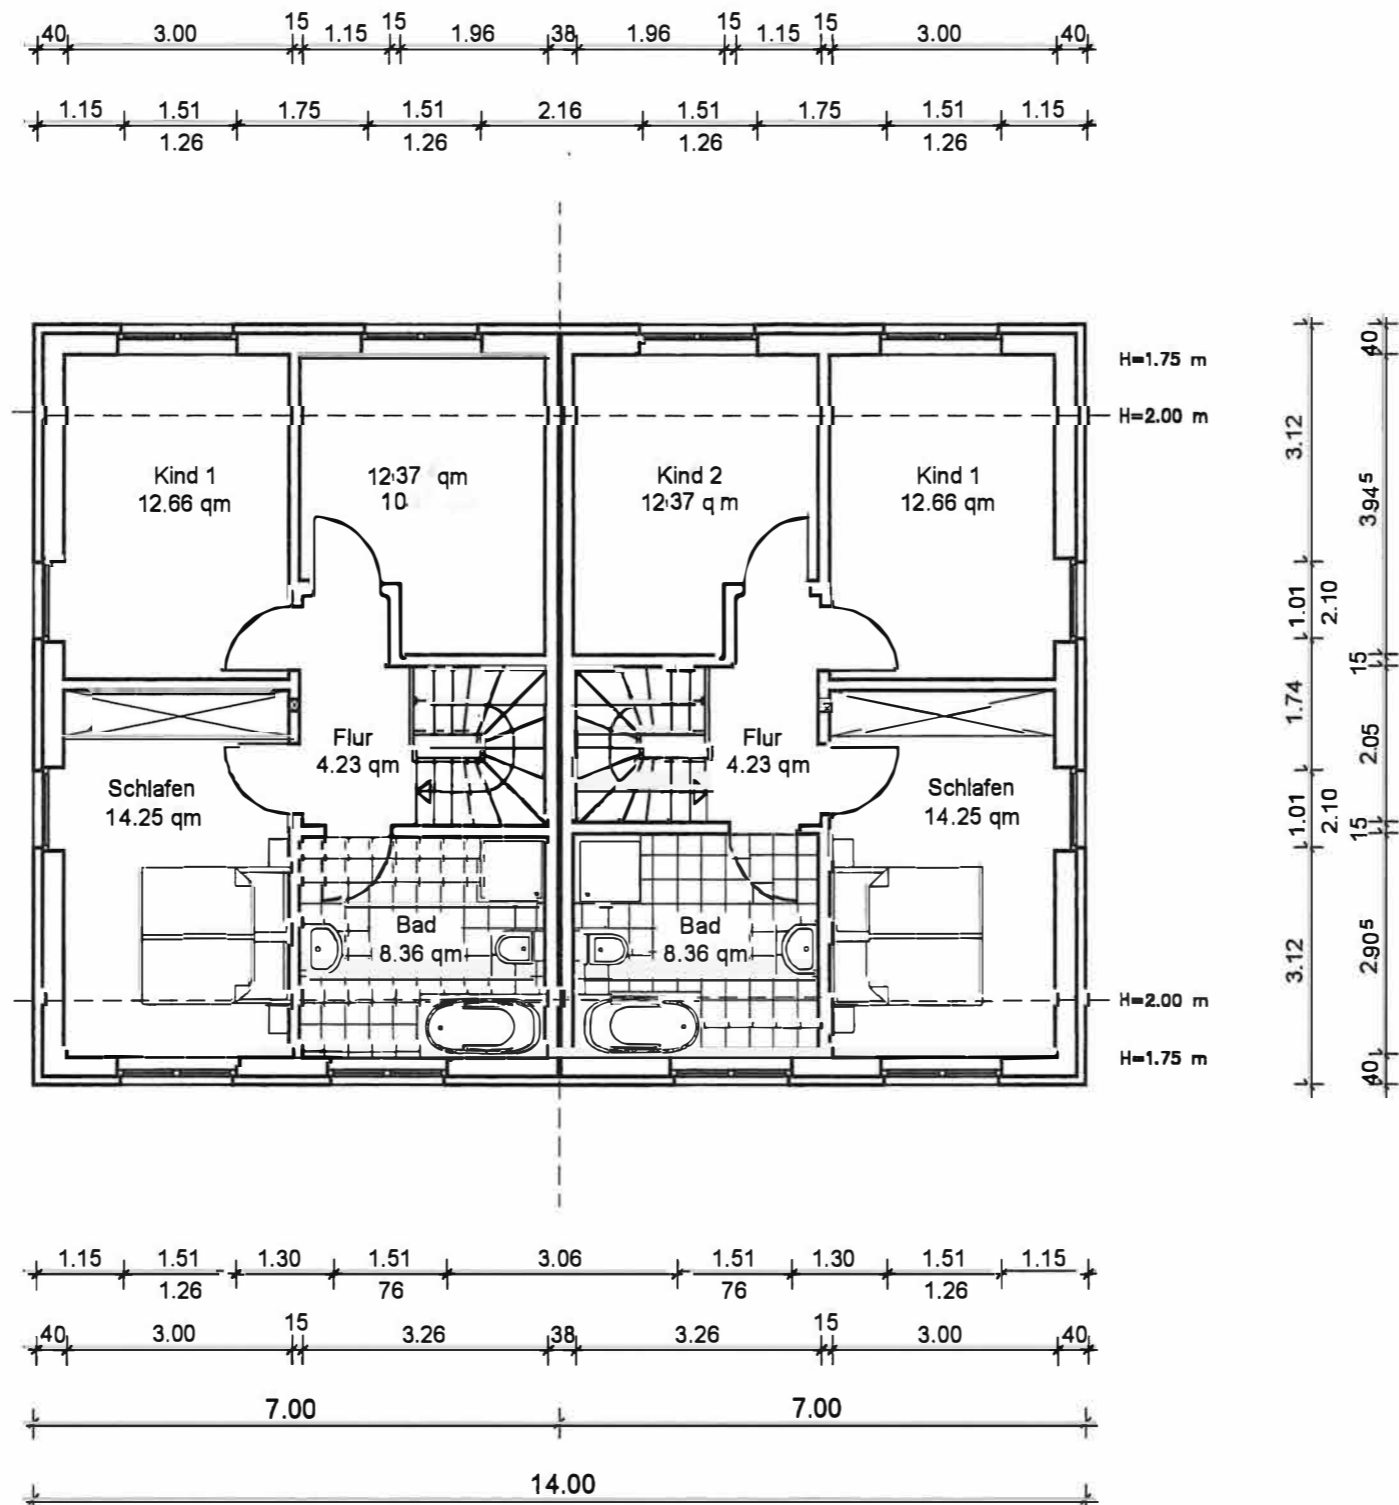 15 15 15 15
40 3.00 1.15 1.96 38 1.96 1.15 3.00 40
1.15 1.51 1.75 1.51 2.16 1.51 1.75 1.51 1.15
1.26 1.26 1.26 1.26
H=1.75 m
H=2.00 m
Kind 1
12.66 qm
12.37 qm
10
Kind 2
12.37 qm
Kind 1
12.66 qm
Flur
4.23 qm
Flur
4.23 qm
Schlafen
14.25 qm
Schlafen
14.25 qm
Bad
8.36 qm
Bad
8.36 qm
H=2.00 m
H=1.75 m
3.12
1.01
2.10
1.74
1.01
2.10
3.12
40
3.94⁵
15
2.05
15
2.90⁵
40
1.15 1.51 1.30 1.51 3.06 1.51 1.30 1.51 1.15
1.26 76 76 1.26
15 15
40 3.00 3.26 38 3.26 3.00 40
7.00 7.00
14.00